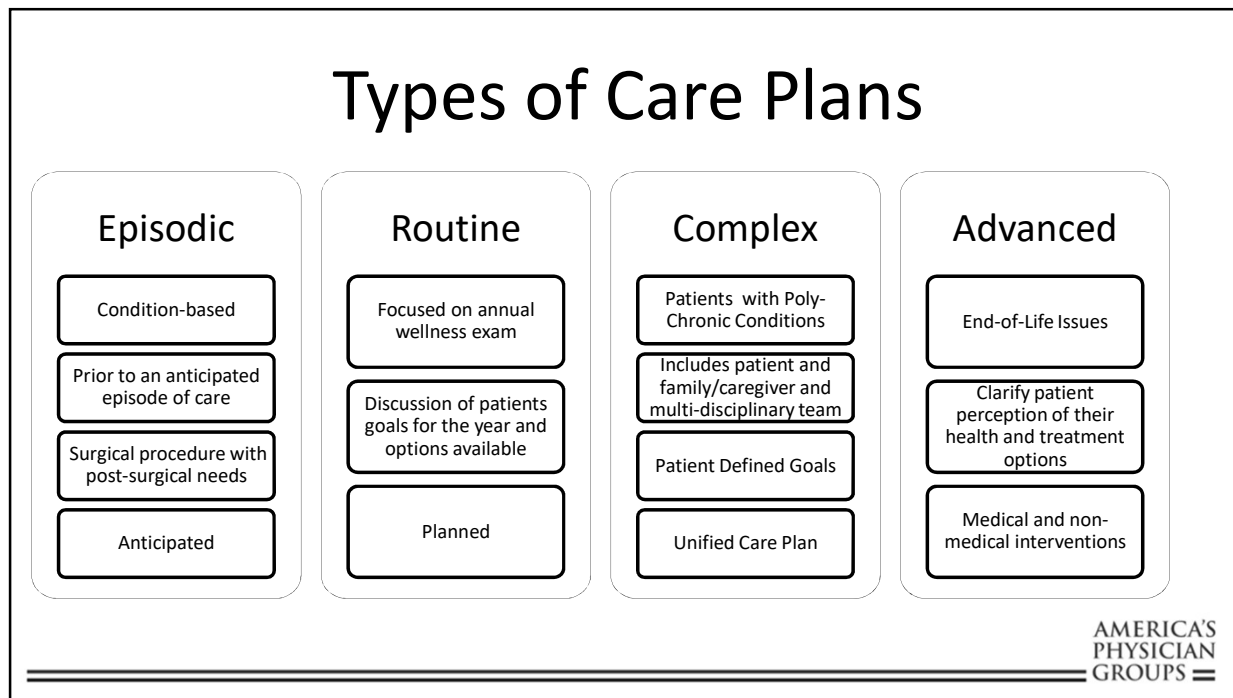 Types of Care Plans
Episodic
Condition-based
Prior to an anticipated
episode of care
Surgical procedure with
post-surgical needs
Anticipated
Routine
Focused on annual
wellness exam
Discussion of patients
goals for the year and
options available
Planned
Complex
Patients with Poly-
Chronic Conditions
Includes patient and
family/caregiver and
multi-disciplinary team
Patient Defined Goals
Unified Care Plan
Advanced
End-of-Life Issues
Clarify patient
perception of their
health and treatment
options
Medical and non-
medical interventions
AMERICA'S
PHYSICIAN
GROUPS